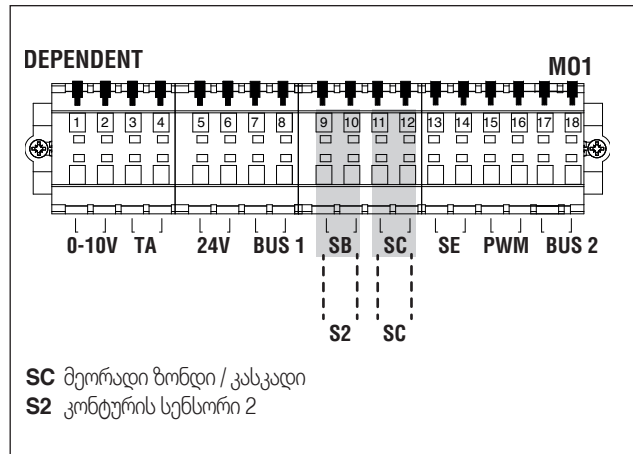 DEPENDENT
M01
1 2 3 4 5 6 7 8 9 10 11 12 13 14 15 16 17 18
0-10V TA 24V BUS 1 SB SC SE PWM BUS 2
S2 SC
SC მეორადი ზონდი / კასკადი
S2 კონტურის სენსორი 2